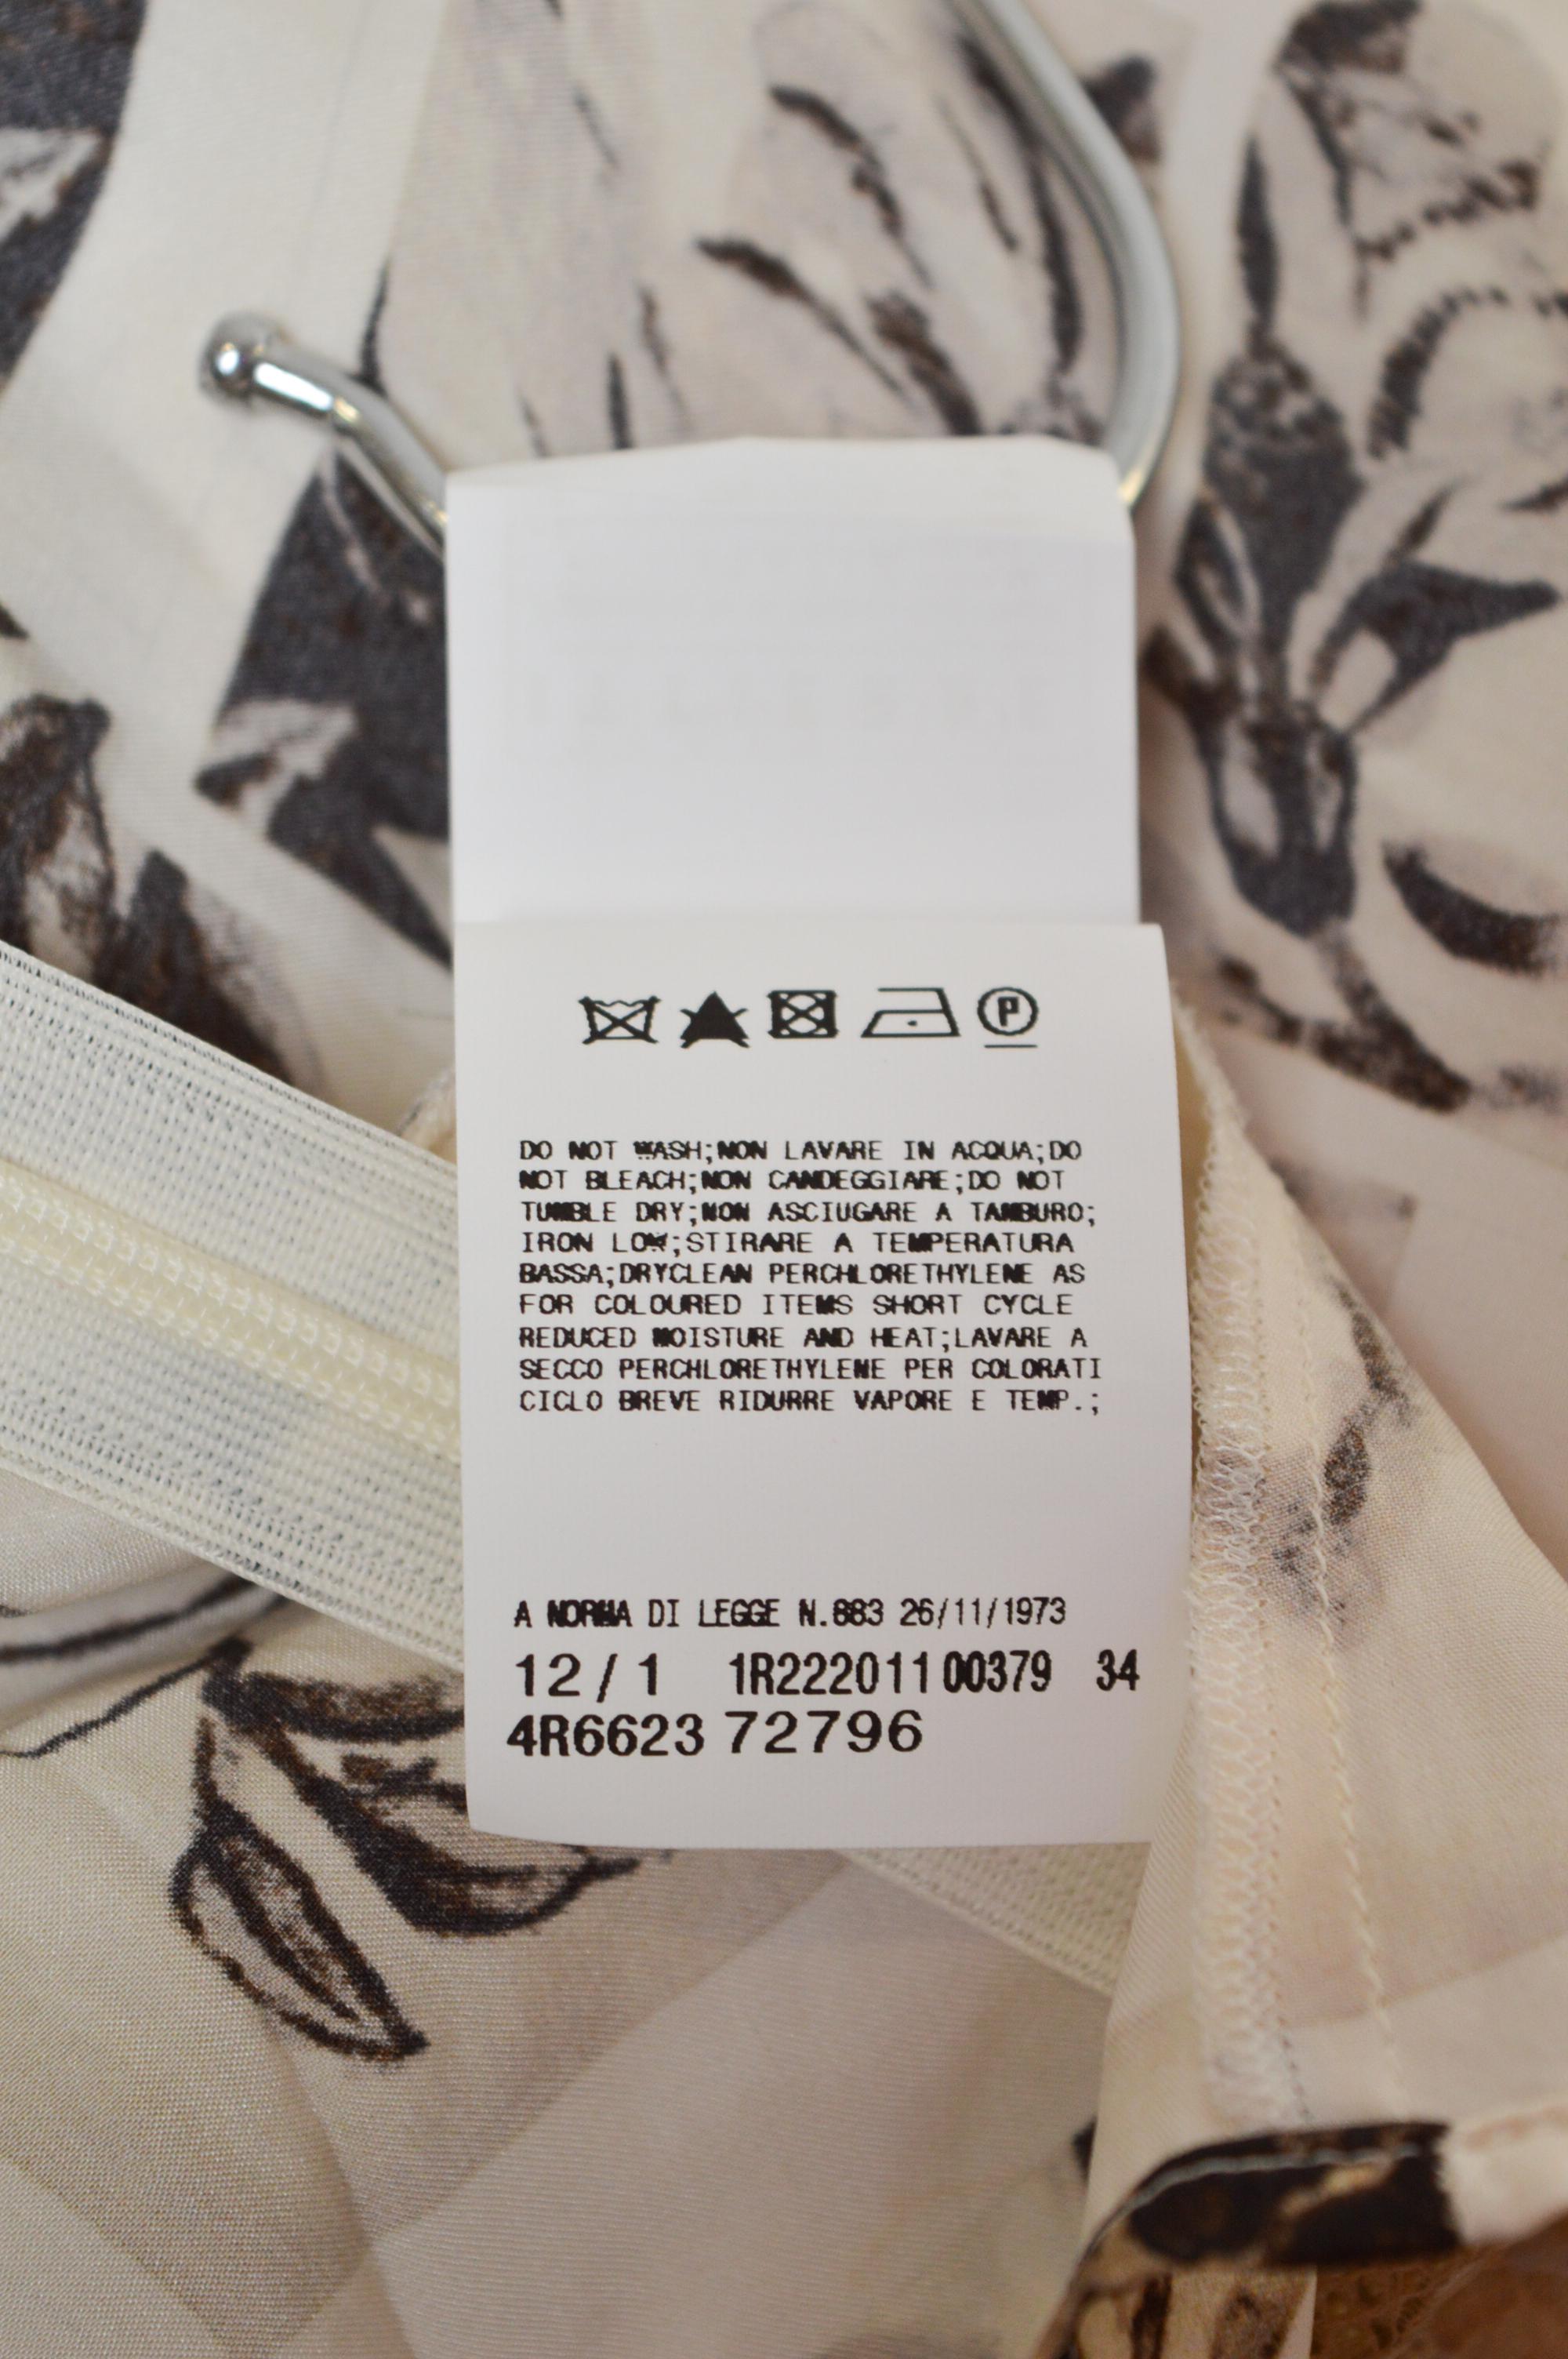 P
DO NOT WASH;NON LAVARE IN ACQUA;DO
NOT BLEACH;NON CANDEGGIARE;DO NOT
TUMBLE DRY;NON ASCIUGARE A TAMBURO;
IRON LOW;STIRARE A TEMPERATURA
BASSA;DRYCLEAN PERCHLORETHYLENE AS
FOR COLOURED ITEMS SHORT CYCLE
REDUCED MOISTURE AND HEAT;LAVARE A
SECCO PERCHLORETHYLENE PER COLORATI
CICLO BREVE RIDURRE VAPORE E TEMP.;
A NORMA DI LEGGE N.883 26/11/1973
12/1 1R22201100379 34
4R6623 72796